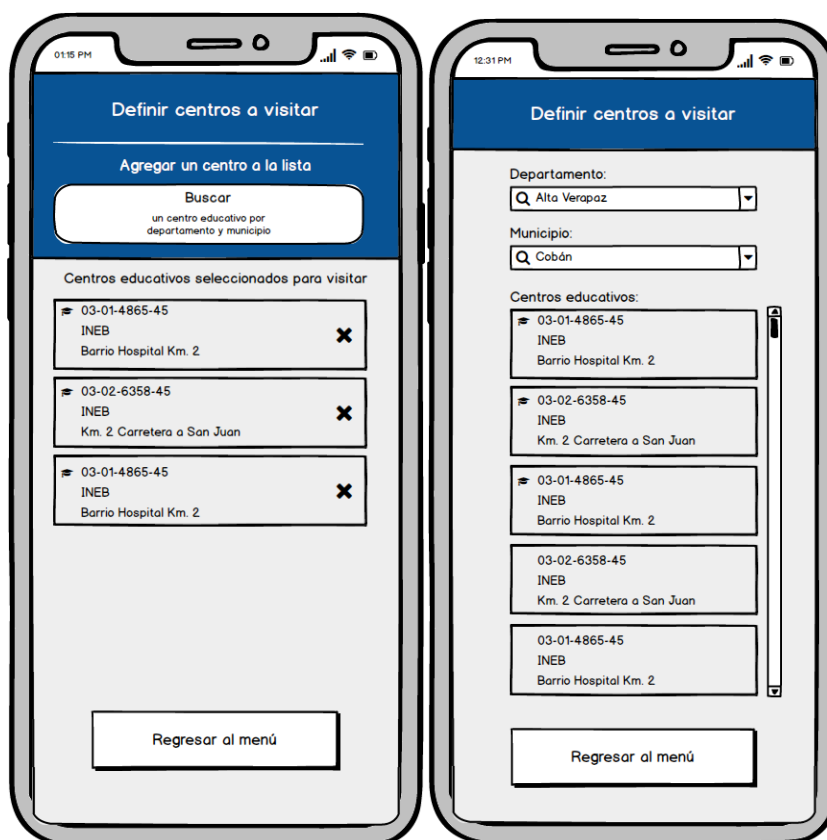 01:15 PM
Definir centros a visitar
Agregar un centro a la lista
Buscar
un centro educativo por
departamento y municipio
Centros educativos seleccionados para visitar
03-01-4865-45
INEB
Barrio Hospital Km. 2
03-02-6358-45
INEB
Km. 2 Carretera a San Juan
03-01-4865-45
INEB
Barrio Hospital Km. 2
Regresar al menú
12:31 PM
Definir centros a visitar
Departamento:
Alta Verapaz
Municipio:
Cobán
Centros educativos:
03-01-4865-45
INEB
Barrio Hospital Km. 2
03-02-6358-45
INEB
Km. 2 Carretera a San Juan
03-01-4865-45
INEB
Barrio Hospital Km. 2
03-02-6358-45
INEB
Km. 2 Carretera a San Juan
03-01-4865-45
INEB
Barrio Hospital Km. 2
Regresar al menú